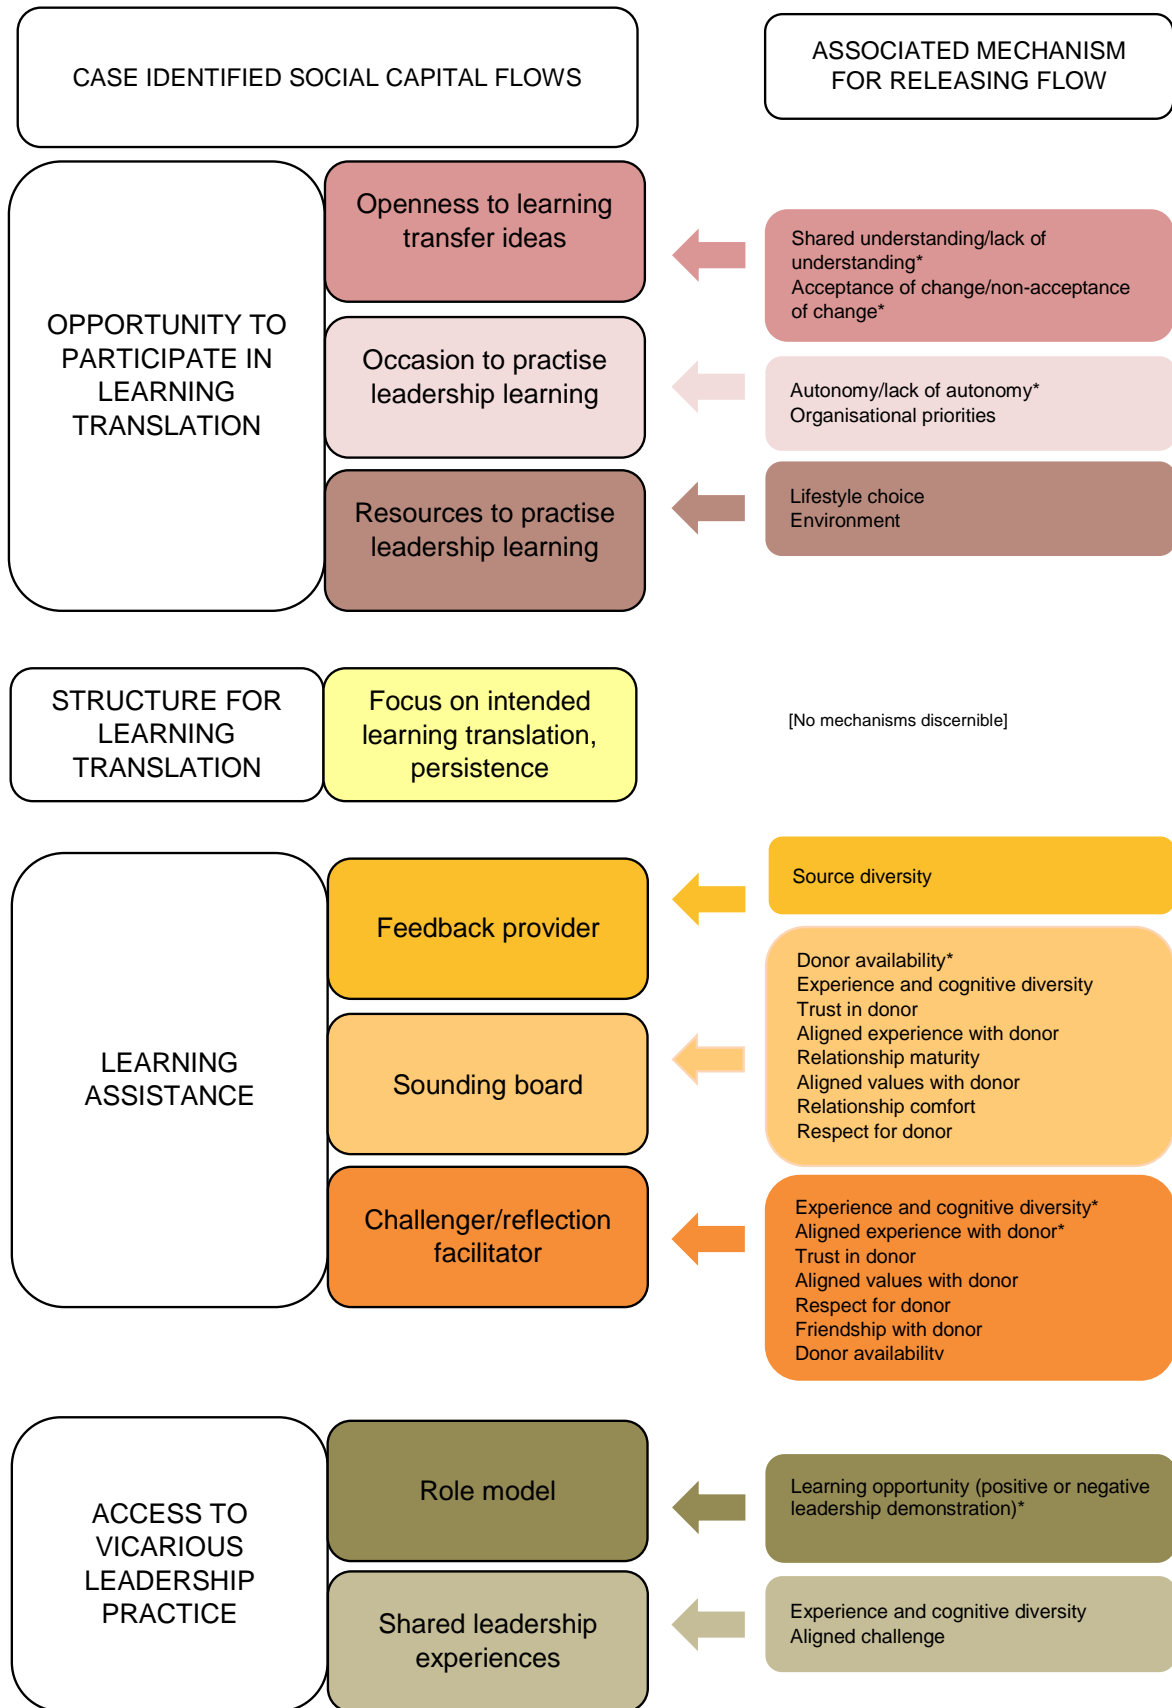 CASE IDENTIFIED SOCIAL CAPITAL FLOWS
ASSOCIATED MECHANISM
FOR RELEASING FLOW
OPPORTUNITY TO
PARTICIPATE IN
LEARNING
TRANSLATION
Openness to learning
transfer ideas
Shared understanding/lack of
understanding*
Acceptance of change/non-acceptance
of change*
Occasion to practise
leadership learning
Autonomy/lack of autonomy*
Organisational priorities
Resources to practise
leadership learning
Lifestyle choice
Environment
STRUCTURE FOR
LEARNING
TRANSLATION
Focus on intended
learning translation,
persistence
[No mechanisms discernible]
LEARNING
ASSISTANCE
Feedback provider
Source diversity
Sounding board
Donor availability*
Experience and cognitive diversity
Trust in donor
Aligned experience with donor
Relationship maturity
Aligned values with donor
Relationship comfort
Respect for donor
Challenger/reflection
facilitator
Experience and cognitive diversity*
Aligned experience with donor*
Trust in donor
Aligned values with donor
Respect for donor
Friendship with donor
Donor availability
ACCESS TO
VICARIOUS
LEADERSHIP
PRACTICE
Role model
Learning opportunity (positive or negative
leadership demonstration)*
Shared leadership
experiences
Experience and cognitive diversity
Aligned challenge